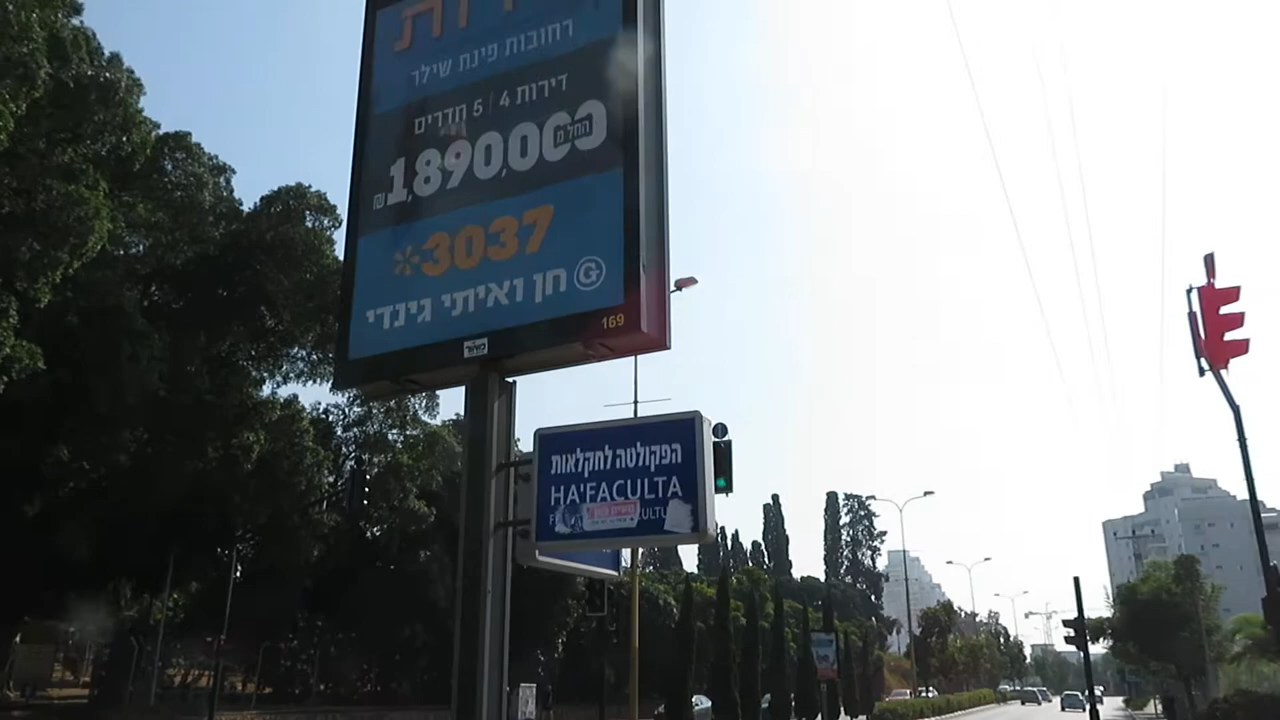 רחובות פינת שילר
דירות 4 | 5 חדרים
החל מ
1,890,000 ₪
*3037
חן ואיתי גינדי G
169
הפקולטה לחקלאות
HA'FACULTA